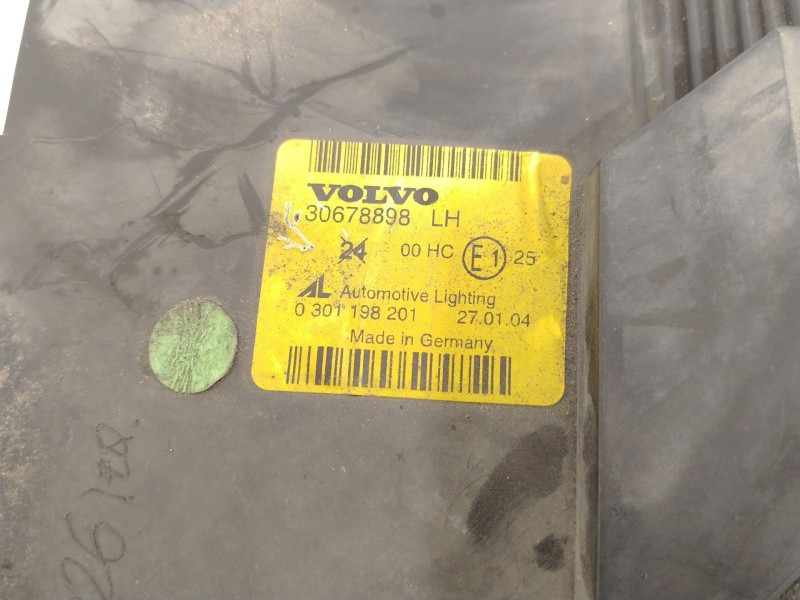 VOLVO
30678898 LH
24 00 HC E1 25
AL Automotive Lighting
0 301 198 201 27.01.04
Made in Germany